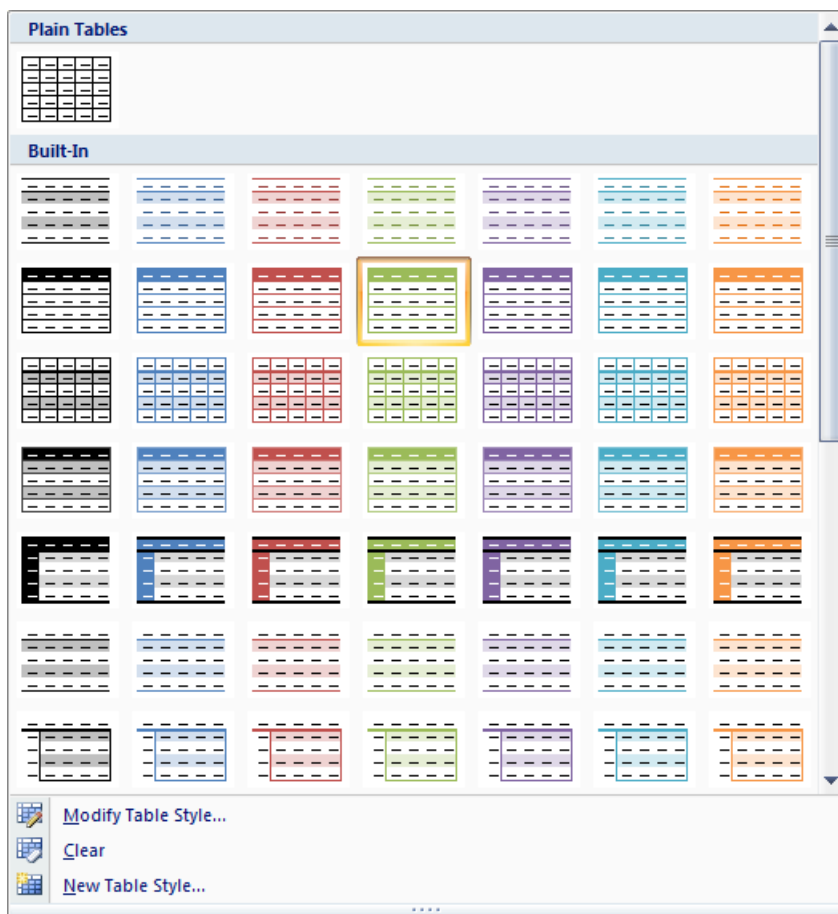 Plain Tables
Built-In
Modify Table Style...
Clear
New Table Style...